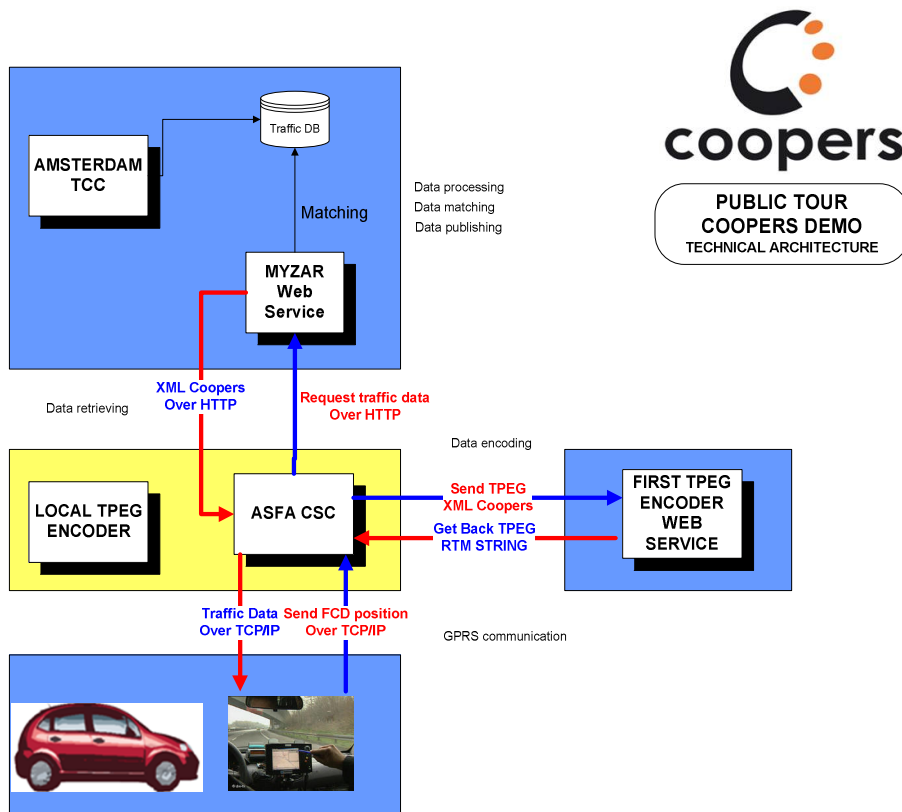 coopers
PUBLIC TOUR
COOPERS DEMO
TECHNICAL ARCHITECTURE
Traffic DB
AMSTERDAM
TCC
Matching
Data processing
Data matching
Data publishing
MYZAR
Web
Service
XML Coopers
Over HTTP
Request traffic data
Over HTTP
Data retrieving
Data encoding
LOCAL TPEG
ENCODER
ASFA CSC
Send TPEG
XML Coopers
Get Back TPEG
RTM STRING
FIRST TPEG
ENCODER
WEB
SERVICE
Traffic Data
Over TCP/IP
Send FCD position
Over TCP/IP
GPRS communication